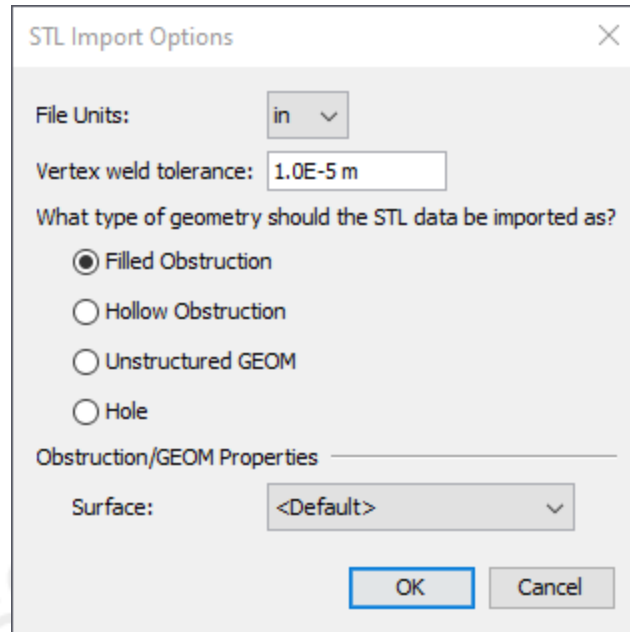 STL Import Options
File Units: in
Vertex weld tolerance: 1.0E-5 m
What type of geometry should the STL data be imported as?
Filled Obstruction
Hollow Obstruction
Unstructured GEOM
Hole
Obstruction/GEOM Properties
Surface: <Default>
OK Cancel